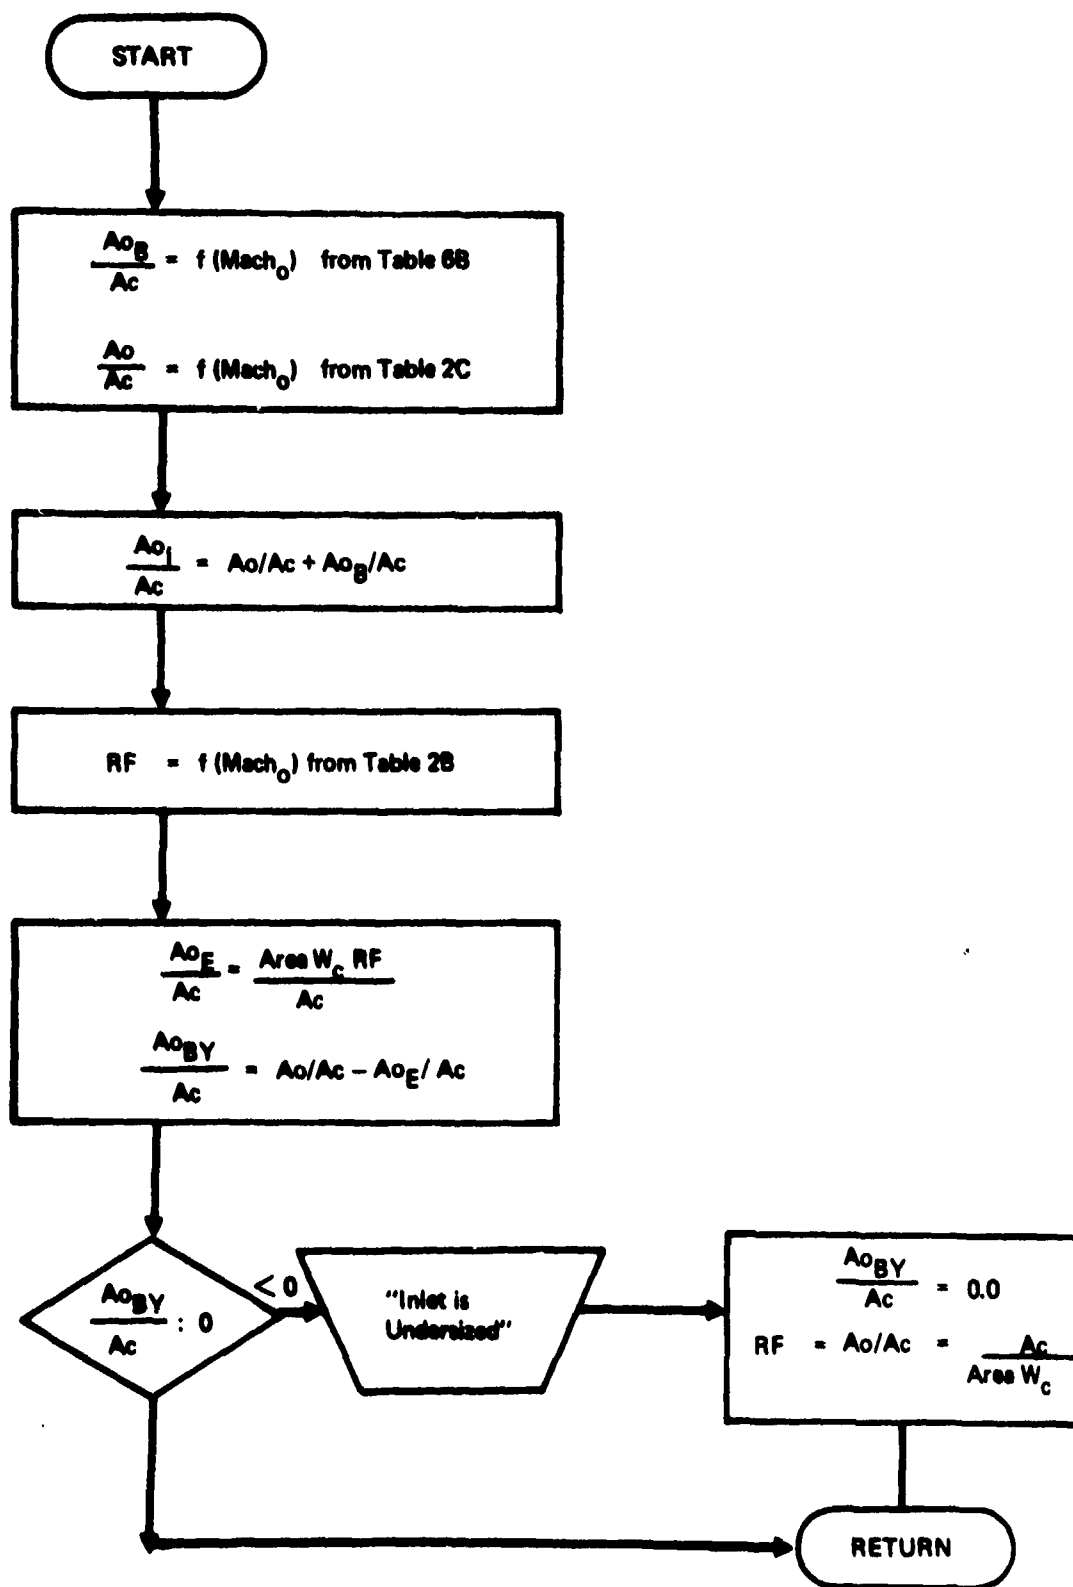 START
Ao_B/Ac = f (Mach_o) from Table 6B
Ao/Ac = f (Mach_o) from Table 2C
Ao_I/Ac = Ao/Ac + Ao_B/Ac
RF = f (Mach_o) from Table 2B
Ao_E/Ac = Area W_c RF/Ac
Ao_BY/Ac = Ao/Ac – Ao_E/ Ac
Ao_BY/Ac : 0
< 0
"Inlet is
Undersized"
Ao_BY/Ac = 0.0
RF = Ao/Ac = Ac/Area W_c
RETURN